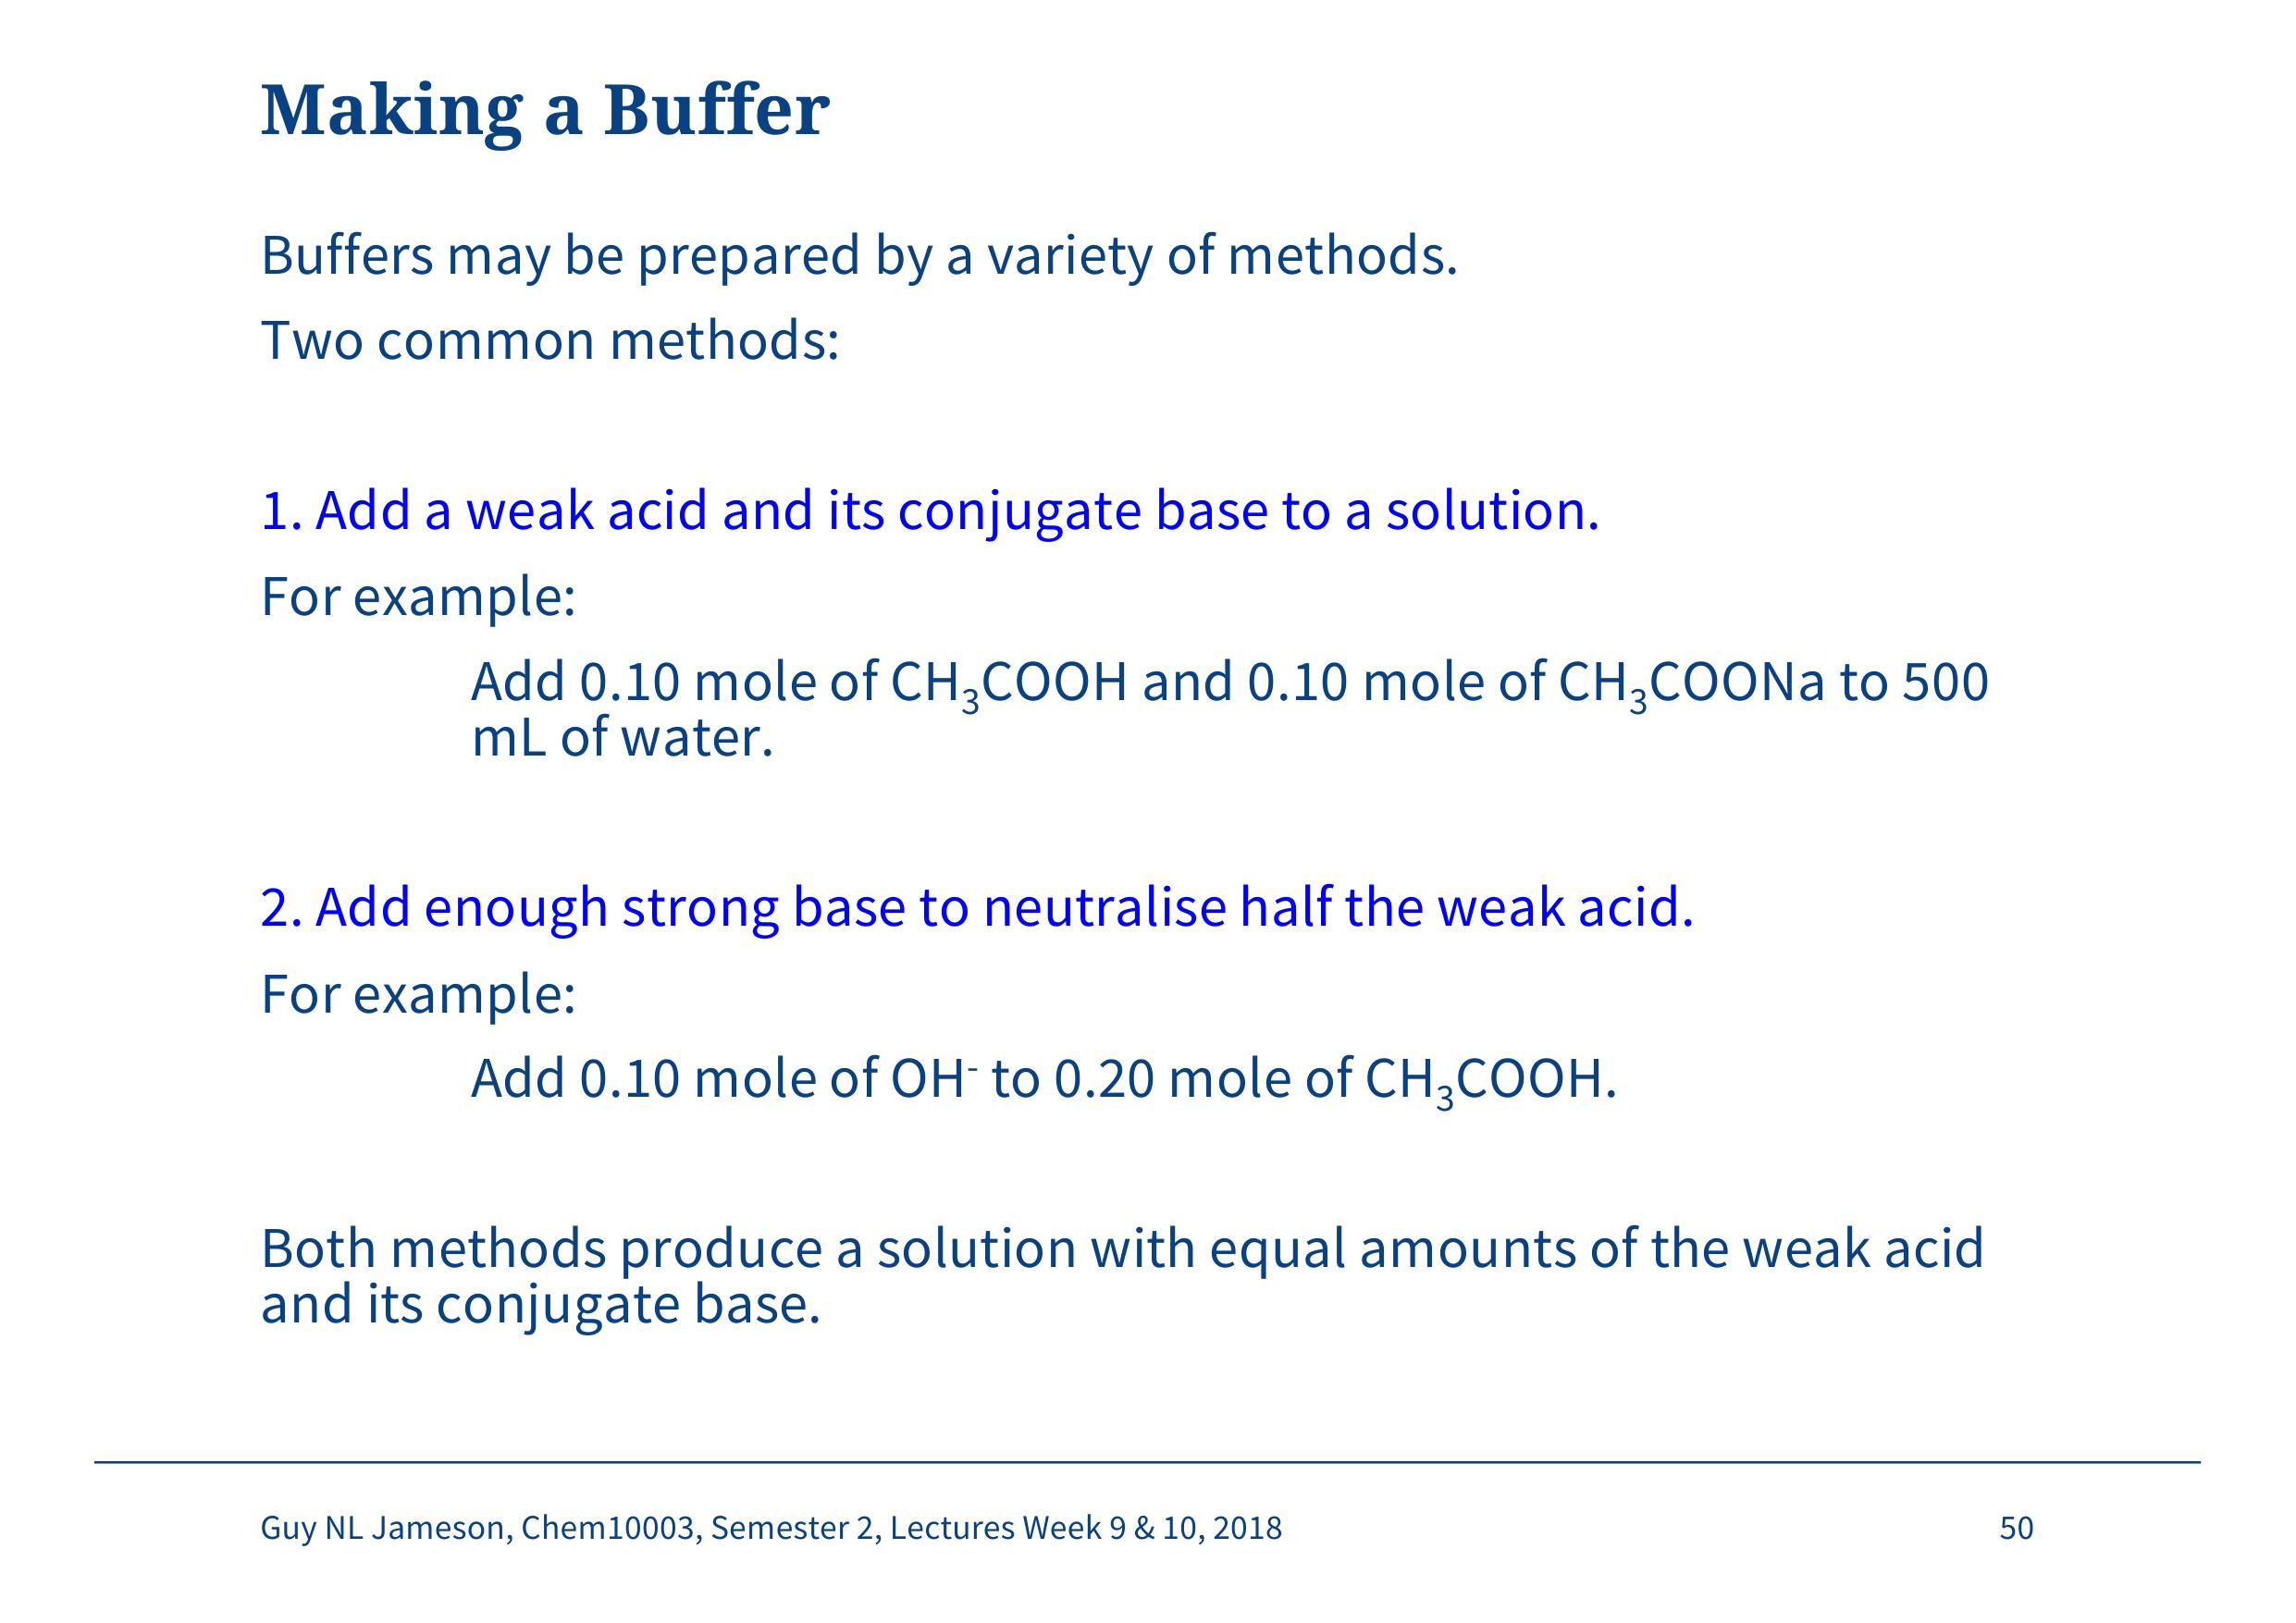 Making a Buffer
Buffers may be prepared by a variety of methods.
Two common methods:
1. Add a weak acid and its conjugate base to a solution.
For example:
Add 0.10 mole of CH₃COOH and 0.10 mole of CH₃COONa to 500
mL of water.
2. Add enough strong base to neutralise half the weak acid.
For example:
Add 0.10 mole of OH⁻ to 0.20 mole of CH₃COOH.
Both methods produce a solution with equal amounts of the weak acid
and its conjugate base.
Guy NL Jameson, Chem10003, Semester 2, Lectures Week 9 & 10, 2018 50